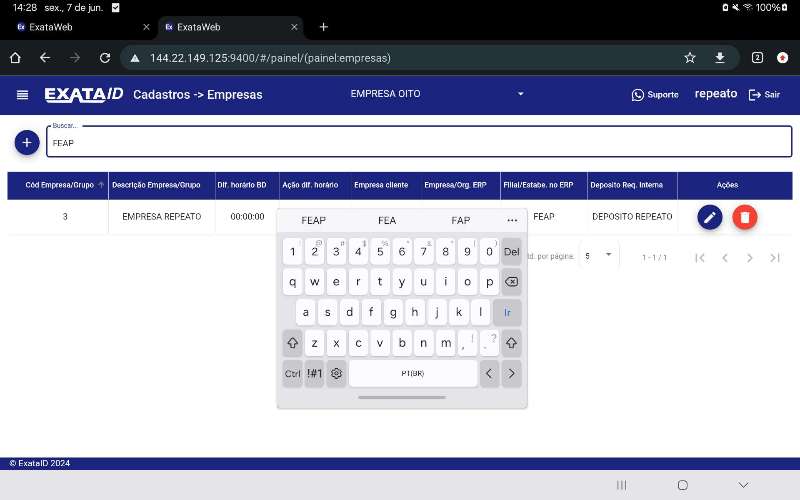 14:28 sex., 7 de jun. 100%
ExataWeb
ExataWeb
144.22.149.125:9400/#/painel/(painel:empresas) 2
EXATA ID Cadastros -> Empresas EMPRESA OITO Suporte repeato Sair
Buscar...
FEAP
Cód Empresa/Grupo Descrição Empresa/Grupo Dif. horário BD Ação dif. horário Empresa cliente Empresa/Org. ERP Filial/Estabe. no ERP Deposito Req. Interna Ações
3 EMPRESA REPEATO 00:00:00 FEAP DEPOSITO REPEATO
FEAP FEA FAP ...
td. por página: 5 1 - 1 / 1
1 2 3 4 5 6 7 8 9 0 Del
q w e r t y u i o p
a s d f g h j k l Ir
z x c v b n m , ! . ?
Ctrl !#1 PT(BR)
© ExataID 2024